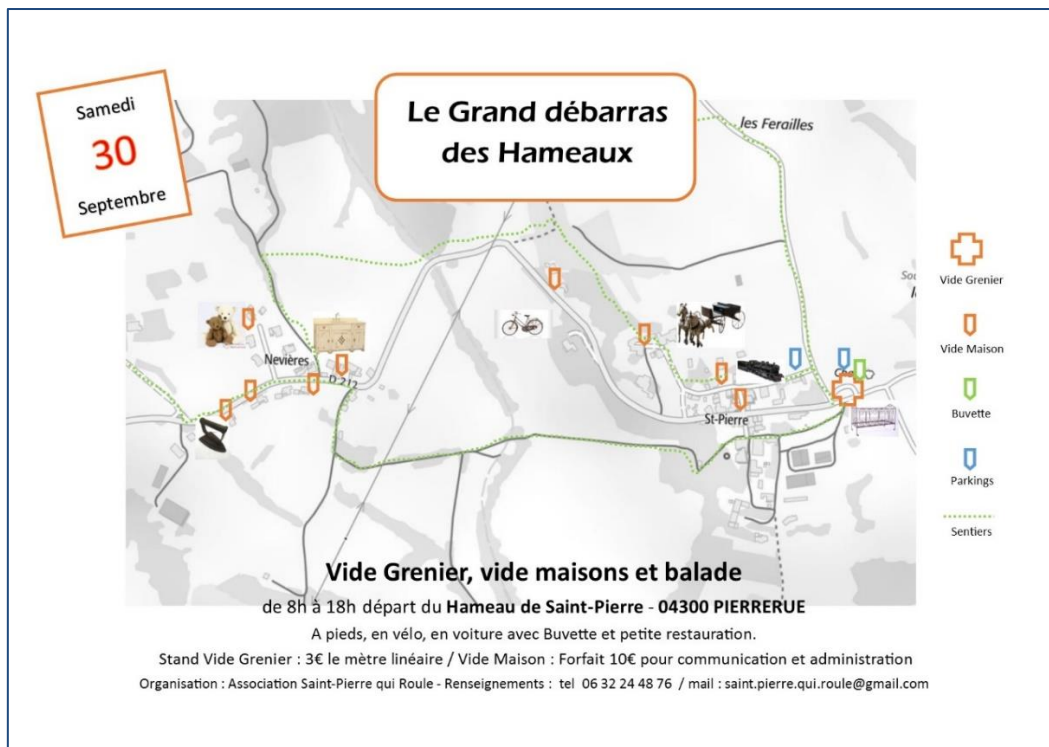 Samedi
30
Septembre
Le Grand débarras
des Hameaux
les Ferailles
Vide Grenier
Vide Maison
Nevières
D 212
St-Pierre
Buvette
Parkings
Sentiers
Vide Grenier, vide maisons et balade
de 8h à 18h départ du Hameau de Saint-Pierre - 04300 PIERRERUE
A pieds, en vélo, en voiture avec Buvette et petite restauration.
Stand Vide Grenier : 3€ le mètre linéaire / Vide Maison : Forfait 10€ pour communication et administration
Organisation : Association Saint-Pierre qui Roule - Renseignements : tel 06 32 24 48 76 / mail : saint.pierre.qui.roule@gmail.com